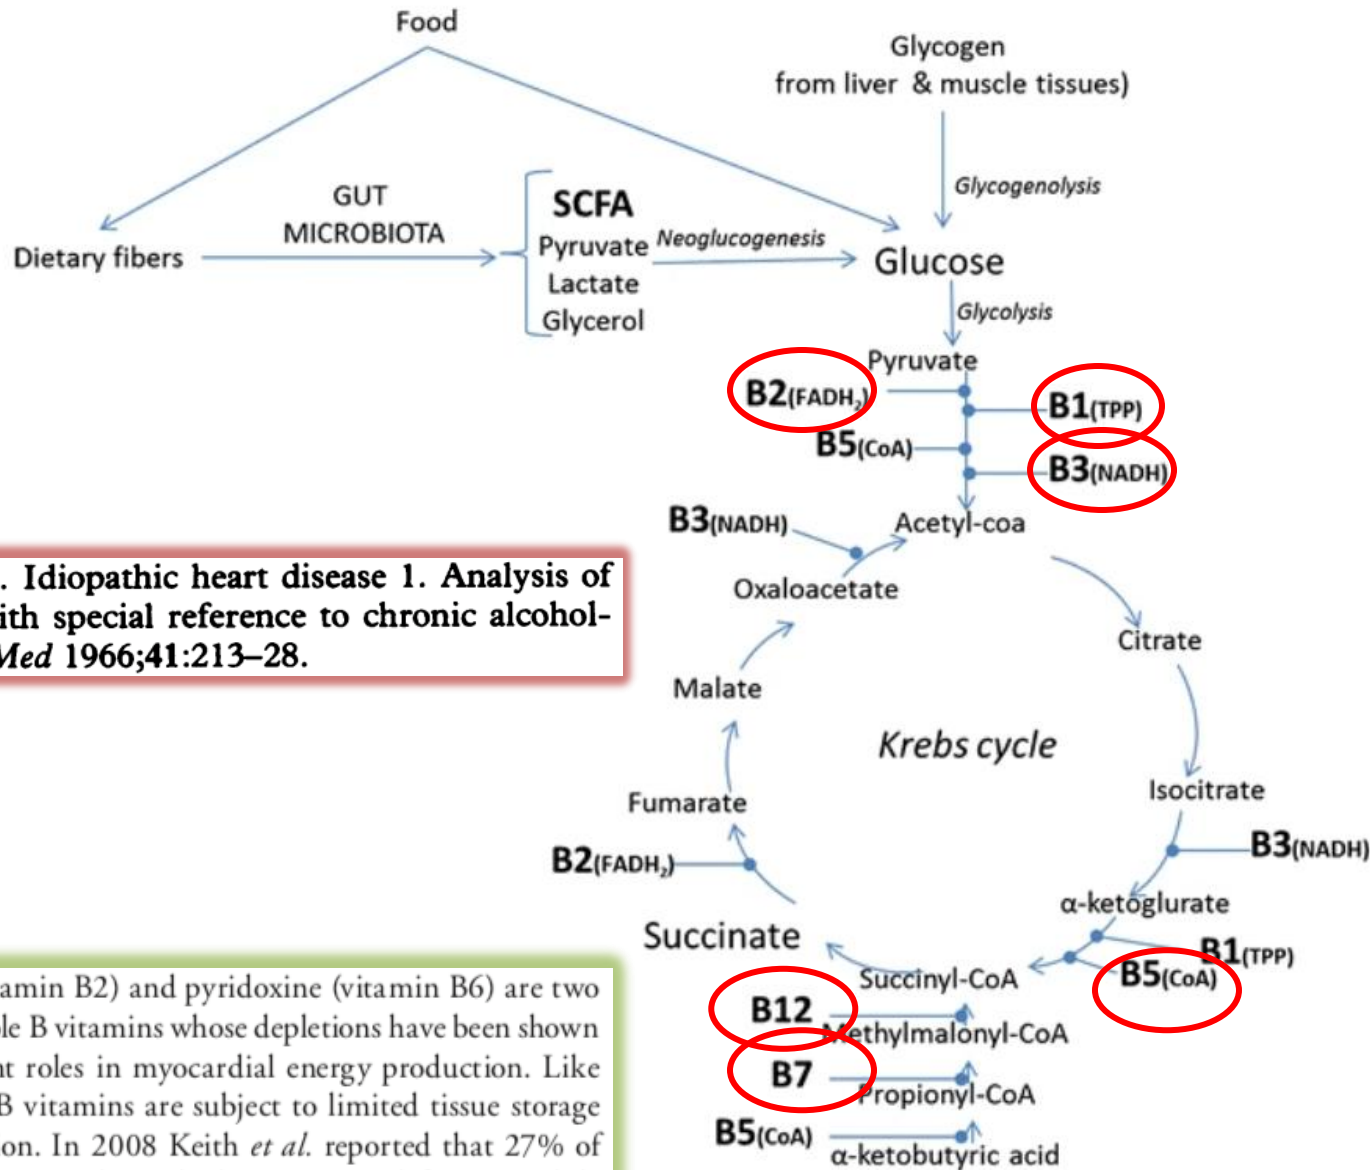 Food
Glycogen
from liver & muscle tissues)
Glycogenolysis
GUT
MICROBIOTA
Dietary fibers
SCFA
Pyruvate
Lactate
Glycerol
Neoglucogenesis
Glucose
Glycolysis
Pyruvate
B2(FADH₂)
B1(TPP)
B5(CoA)
B3(NADH)
B3(NADH)
Acetyl-coa
Oxaloacetate
Citrate
Malate
Krebs cycle
Isocitrate
Fumarate
B3(NADH)
B2(FADH₂)
α-ketoglurate
Succinate
B1(TPP)
B5(CoA)
Succinyl-CoA
B12
Methylmalonyl-CoA
B7
Propionyl-CoA
B5(CoA)
α-ketobutyric acid
. Idiopathic heart disease 1. Analysis of
ith special reference to chronic alcohol-
Med 1966;41:213–28.
amin B2) and pyridoxine (vitamin B6) are two
le B vitamins whose depletions have been shown
nt roles in myocardial energy production. Like
B vitamins are subject to limited tissue storage
on. In 2008 Keith et al. reported that 27% of